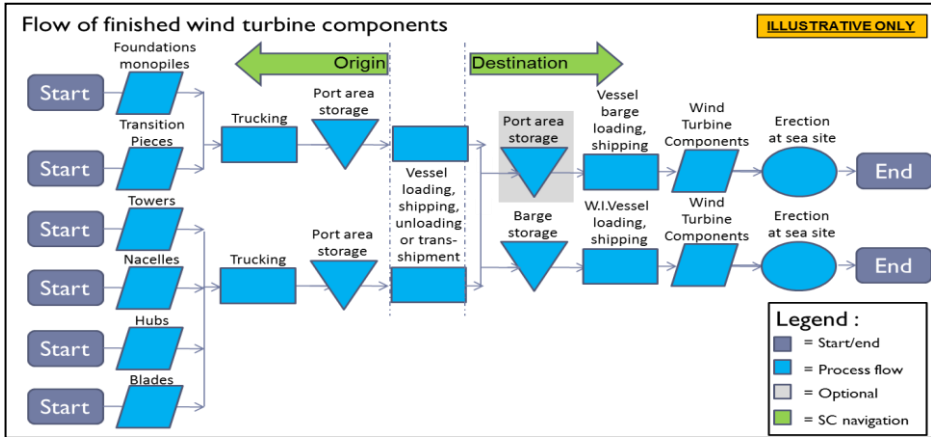 Flow of finished wind turbine components
ILLUSTRATIVE ONLY
Origin
Destination
Foundations
monopiles
Start
Transition
Pieces
Start
Towers
Start
Nacelles
Start
Hubs
Start
Blades
Start
Trucking
Port area
storage
Trucking
Port area
storage
Vessel
loading,
shipping,
unloading
or trans-
shipment
Port area
storage
Vessel
barge
loading,
shipping
Wind
Turbine
Components
Erection
at sea site
End
Barge
storage
W.I.Vessel
loading,
shipping
Wind
Turbine
Components
Erection
at sea site
End
Legend :
= Start/end
= Process flow
= Optional
= SC navigation